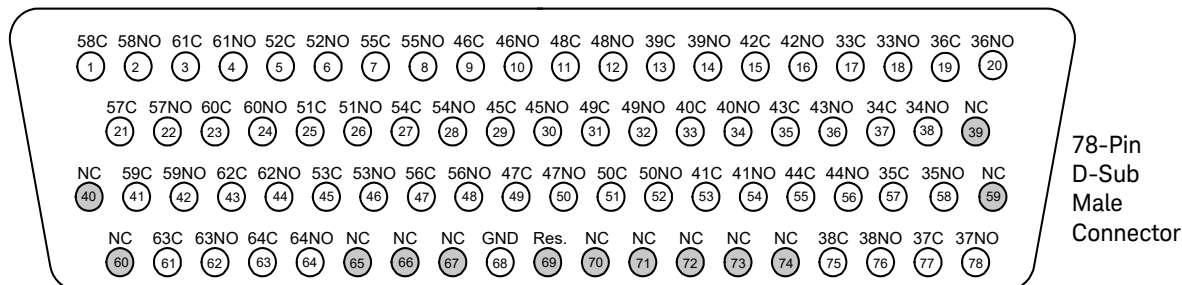 58C 58NO 61C 61NO 52C 52NO 55C 55NO 46C 46NO 48C 48NO 39C 39NO 42C 42NO 33C 33NO 36C 36NO
1 2 3 4 5 6 7 8 9 10 11 12 13 14 15 16 17 18 19 20
57C 57NO 60C 60NO 51C 51NO 54C 54NO 45C 45NO 49C 49NO 40C 40NO 43C 43NO 34C 34NO NC
21 22 23 24 25 26 27 28 29 30 31 32 33 34 35 36 37 38 39
NC 59C 59NO 62C 62NO 53C 53NO 56C 56NO 47C 47NO 50C 50NO 41C 41NO 44C 44NO 35C 35NO NC
40 41 42 43 44 45 46 47 48 49 50 51 52 53 54 55 56 57 58 59
NC 63C 63NO 64C 64NO NC NC NC GND Res. NC NC NC NC NC 38C 38NO 37C 37NO
60 61 62 63 64 65 66 67 68 69 70 71 72 73 74 75 76 77 78
78-Pin
D-Sub
Male
Connector